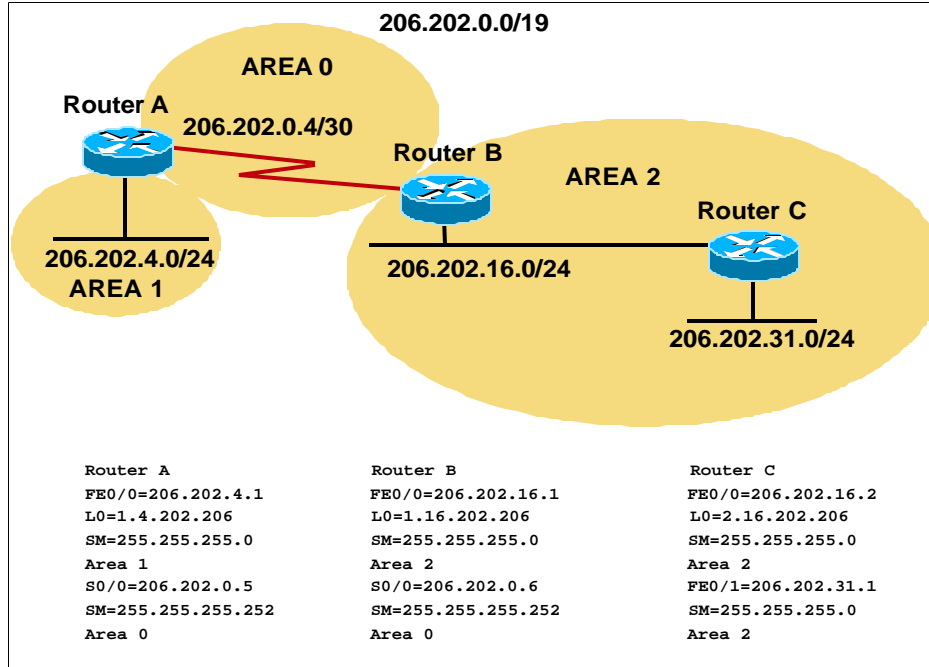 206.202.0.0/19
AREA 0
Router A
206.202.0.4/30
Router B
AREA 2
Router C
206.202.4.0/24
AREA 1
206.202.16.0/24
206.202.31.0/24
Router A
FE0/0=206.202.4.1
L0=1.4.202.206
SM=255.255.255.0
Area 1
S0/0=206.202.0.5
SM=255.255.255.252
Area 0
Router B
FE0/0=206.202.16.1
L0=1.16.202.206
SM=255.255.255.0
Area 2
S0/0=206.202.0.6
SM=255.255.255.252
Area 0
Router C
FE0/0=206.202.16.2
L0=2.16.202.206
SM=255.255.255.0
Area 2
FE0/1=206.202.31.1
SM=255.255.255.0
Area 2